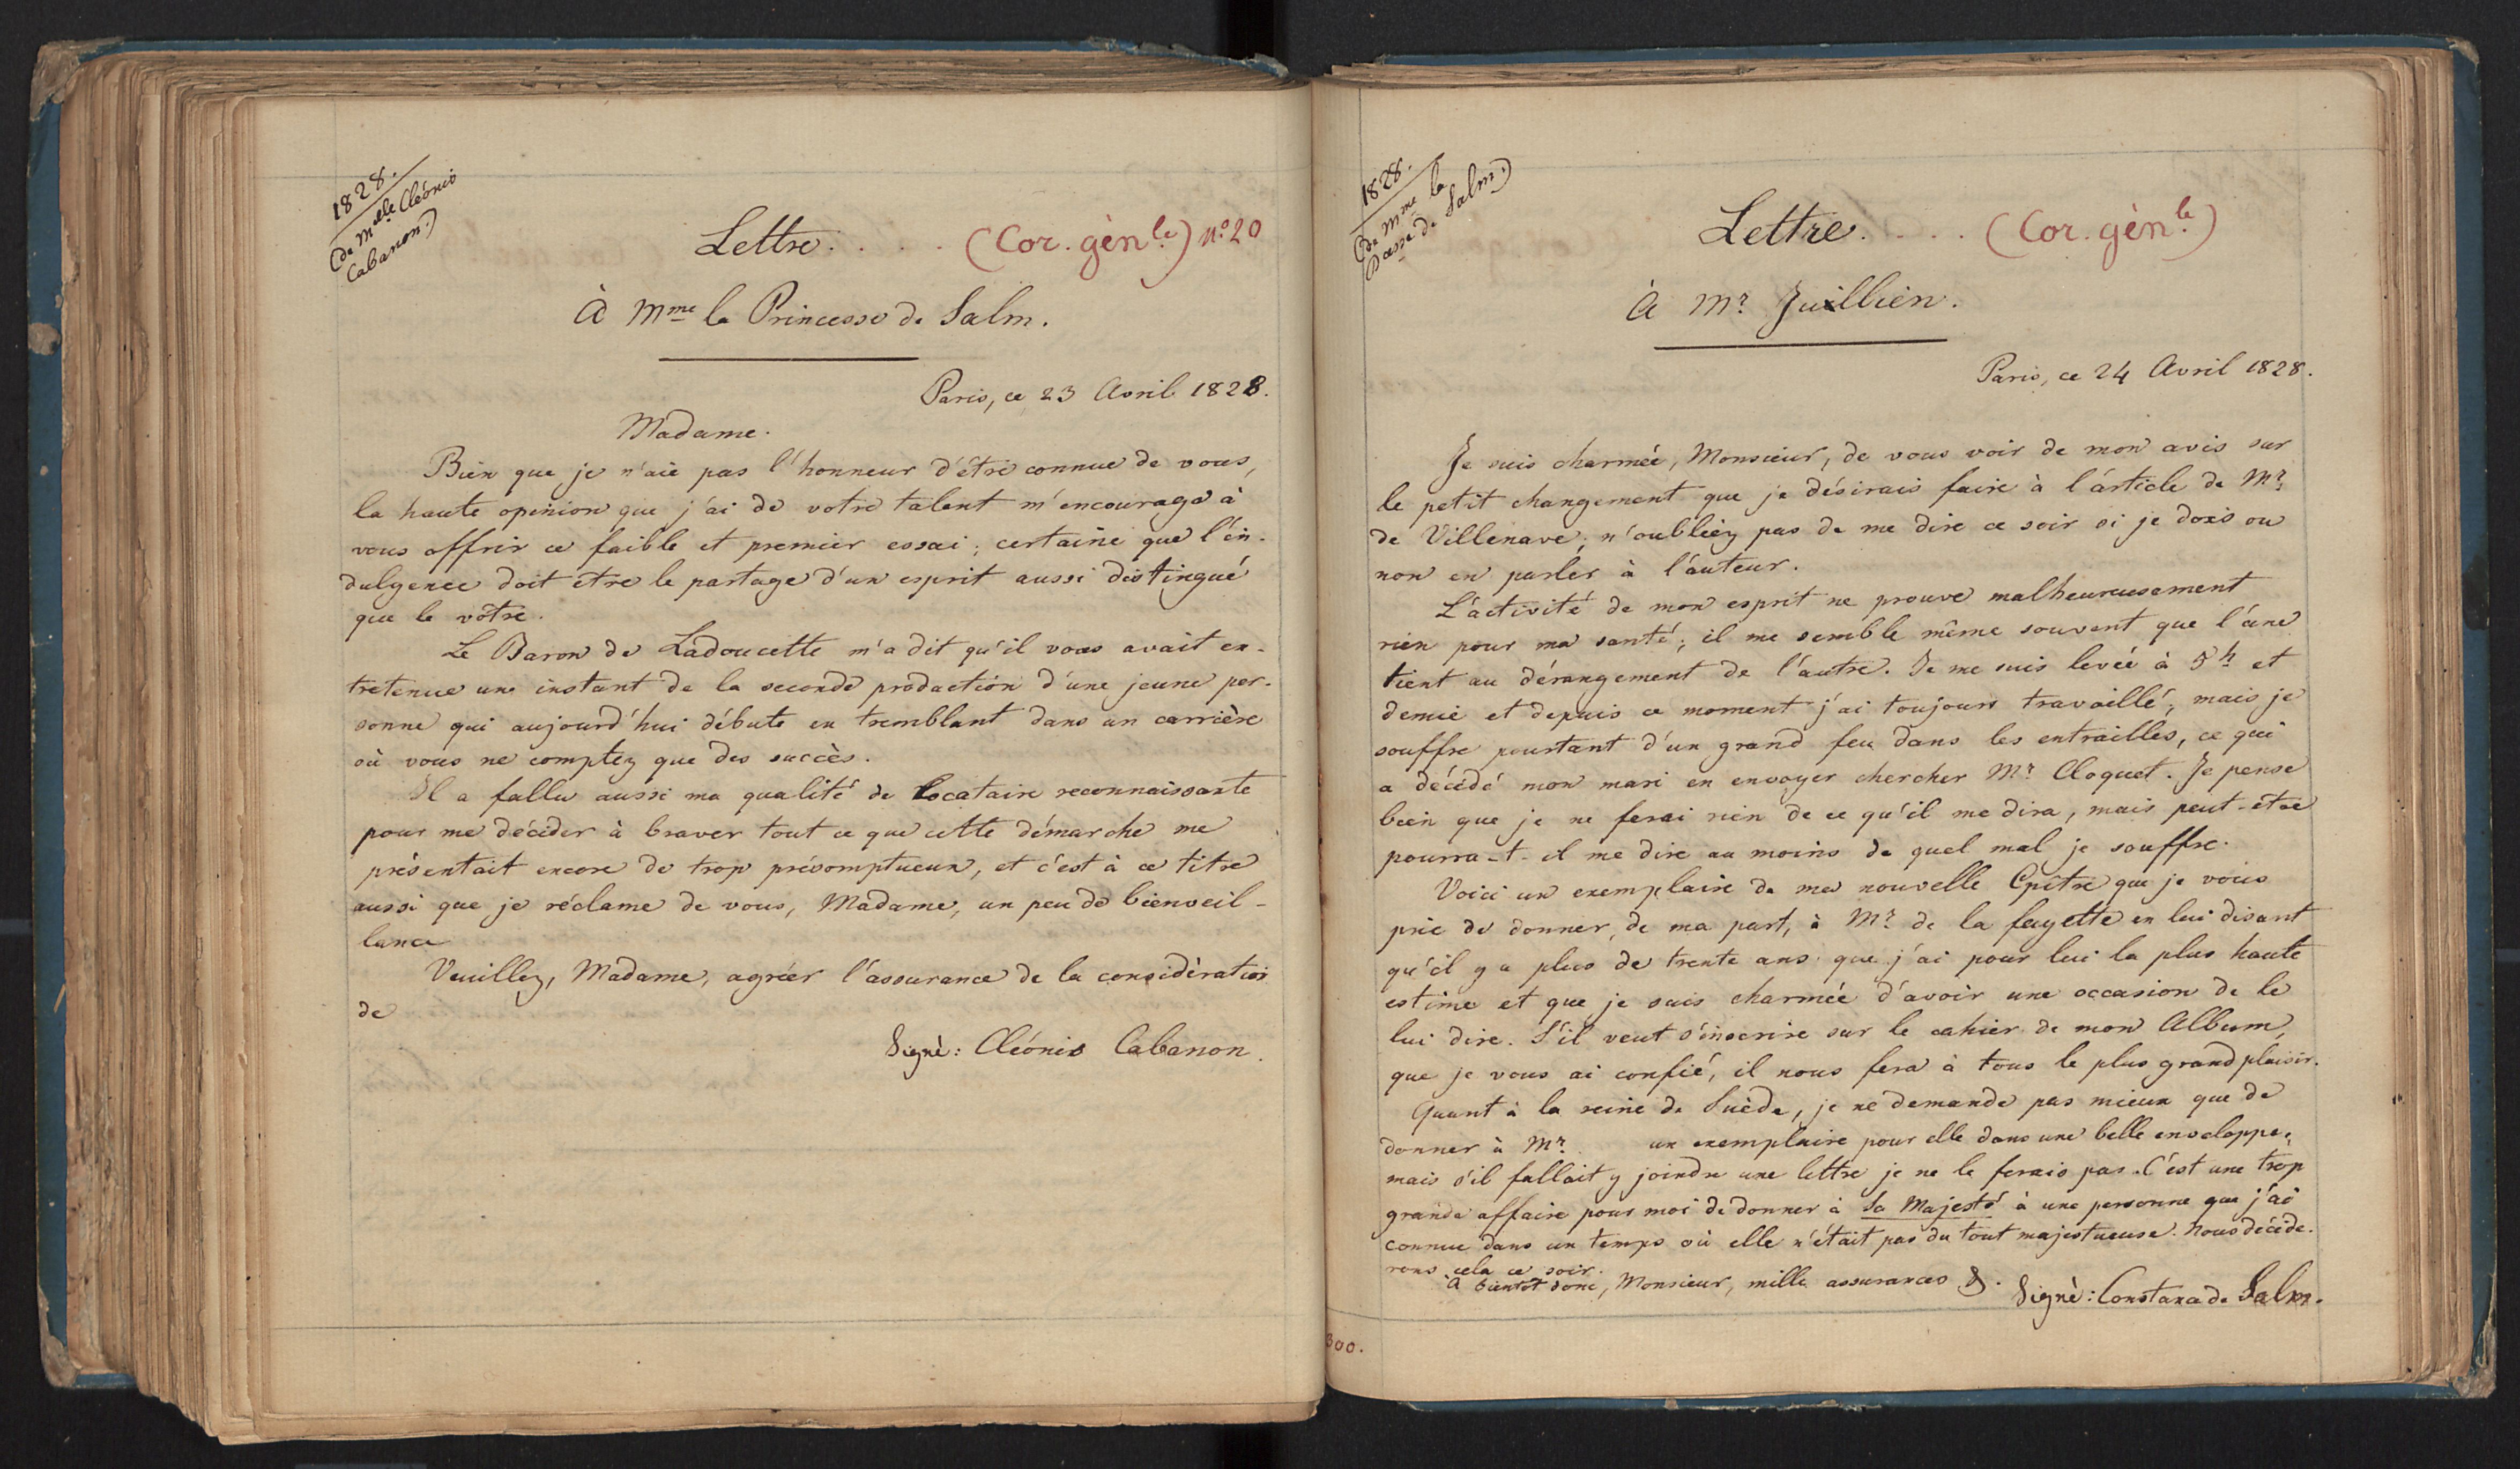 1828.
(de Melle Cléonis
Cabanon.)
Lettre. . . . (Cor. gènle) No 20
À Mme la Princesse de Salm.
Paris, ce 23 Avril 1828.
Madame.
Bien que je n'aie pas l'honneur d'être connue de vous,
la haute opinion que j'ai de votre talent m'encourage à
vous offrir ce faible et premier essai; certaine que l'in-
dulgence doit être le partage d'un esprit aussi distingué
que le vôtre.
Le Baron de Ladoucette m'a dit qu'il vous avait en-
tretenue un instant de la seconde production d'une jeune per-
sonne qui aujourd'hui débute en tremblant dans un carrière
où vous ne comptez que des succès.
Il a fallu aussi ma qualité de locataire reconnaissante
pour me décider à braver tout ce que cette démarche me
présentait encore de trop présomptueux, et c'est à ce titre
aussi que je réclame de vous, Madame, un peu de bienveil-
lance
Veuillez, Madame, agréer l'assurance de la considération
de
Signé: Cléonis Cabanon.
1828.
(de Mme la
Passe de Salm.)
Lettre. . . . (Cor. gènle)
À Mr Juillien.
Paris, ce 24 Avril 1828.
Je suis charmée, Monsieur, de vous voir de mon avis sur
le petit changement que je désirais faire à l'article de Mr
de Villenave; n'oubliez pas de me dire ce soir si je dois ou
non en parler à l'auteur.
L'activité de mon esprit ne prouve malheureusement
rien pour ma santé; il me semble même souvent que l'une
tient au dérangement de l'autre. Je me suis levée à 5h et
demie et depuis ce moment j'ai toujours travaillé; mais je
souffre pourtant d'un grand feu dans les entrailles, ce qui
a décidé mon mari en envoyer chercher Mr Cloquet. Je pense
bien que je ne ferai rien de ce qu'il me dira, mais peut-être
pourra-t-il me dire au moins de quel mal je souffre.
Voici un exemplaire de ma nouvelle Epître que je vous
prie de donner, de ma part, à Mr de la fayette en lui disant
qu'il y a plus de trente ans que j'ai pour lui la plus haute
estime et que je suis charmée d'avoir une occasion de le
lui dire. S'il veut s'inscrire sur le cahier de mon Album,
que je vous ai confié, il nous fera à tous le plus grand plaisir.
Quant à la reine de Suède, je ne demande pas mieux que de
donner à Mr un exemplaire pour elle dans une belle enveloppe,
mais s'il fallait y joindre une lettre je ne le ferais pas. C'est une trop
grande affaire pour moi de donner à Sa Majesté à une personne que j'ai
connue dans un temps où elle n'était pas du tout majestueuse. Nous décide-
rons cela ce soir.
A bientôt donc, Monsieur, mille assurances &.
Signé: Constance de Salm.
300.